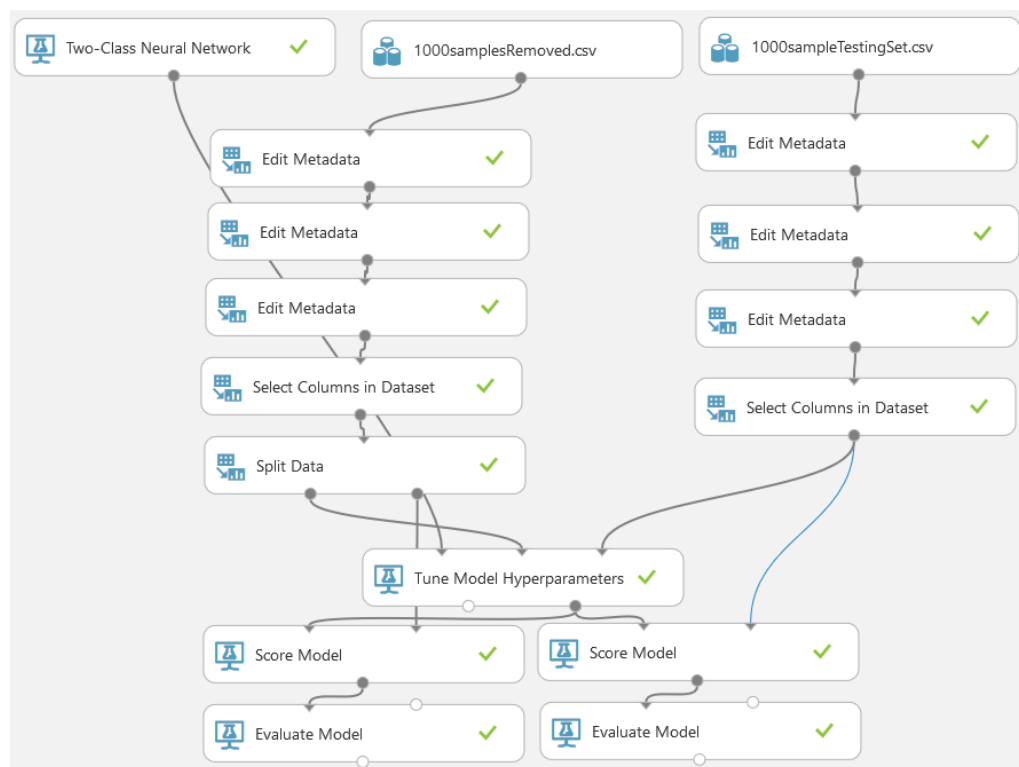 Two-Class Neural Network
1000samplesRemoved.csv
1000sampleTestingSet.csv
Edit Metadata
Edit Metadata
Edit Metadata
Edit Metadata
Edit Metadata
Edit Metadata
Select Columns in Dataset
Select Columns in Dataset
Split Data
Tune Model Hyperparameters
Score Model
Score Model
Evaluate Model
Evaluate Model